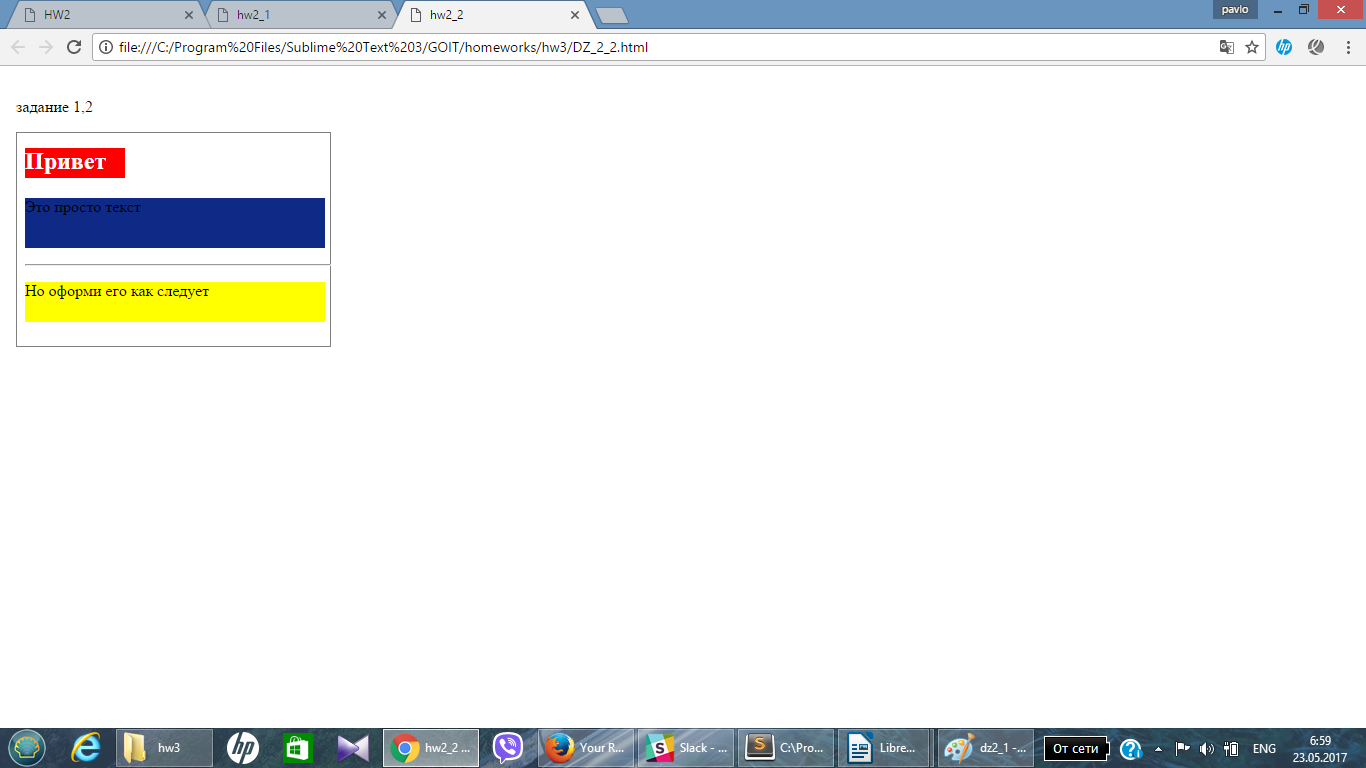 HW2
hw2_1
hw2_2
pavlo
file:///C:/Program%20Files/Sublime%20Text%203/GOIT/homeworks/hw3/DZ_2_2.html
задание 1,2
Привет
Это просто текст
Но оформи его как следует
hw3
hw2_2 ...
Your R...
Slack - ...
C:\Pro...
Libre...
dz2_1 -...
От сети
ENG
6:59
23.05.2017